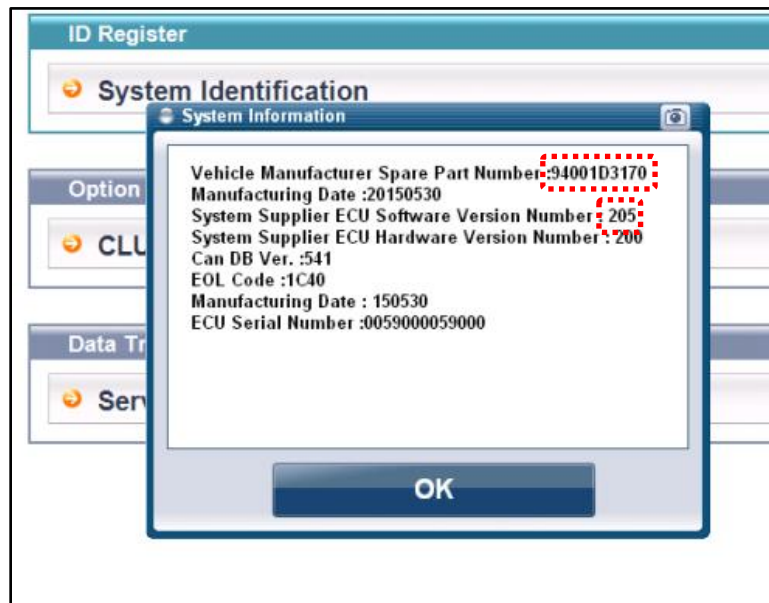 ID Register
System Identification
System Information
Vehicle Manufacturer Spare Part Number :94001D3170
Manufacturing Date :20150530
System Supplier ECU Software Version Number : 205
System Supplier ECU Hardware Version Number : 200
Can DB Ver. :541
EOL Code :1C40
Manufacturing Date : 150530
ECU Serial Number :0059000059000
Option
CLU
Data Tr
Serv
OK